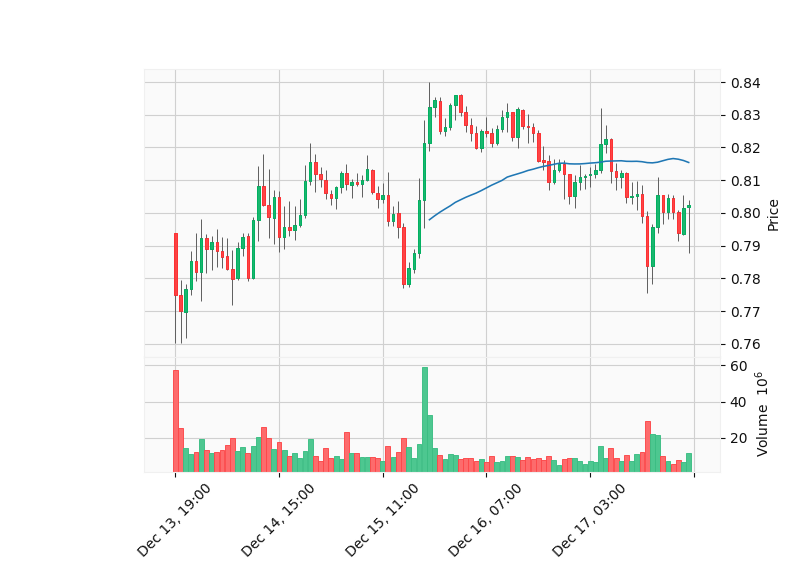 0.84
0.83
0.82
0.81
0.80
0.79
0.78
0.77
0.76
Price
60
40
20
Volume 10^6
Dec 13, 19:00
Dec 14, 15:00
Dec 15, 11:00
Dec 16, 07:00
Dec 17, 03:00